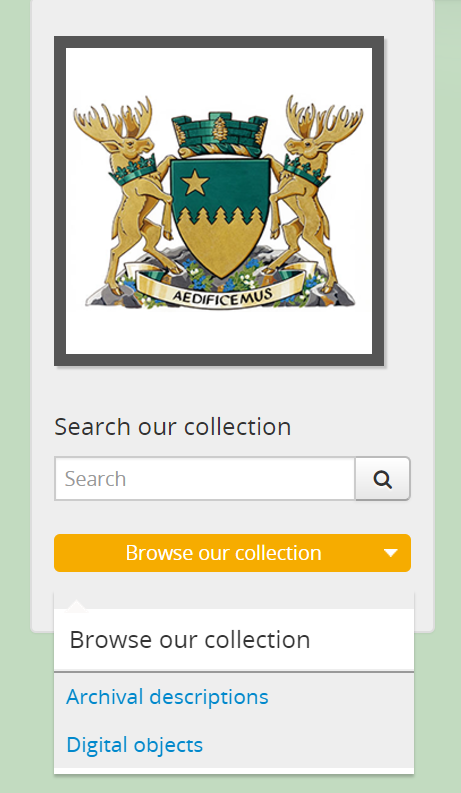 AEDIFICEMUS
Search our collection
Search
Browse our collection
Browse our collection
Archival descriptions
Digital objects